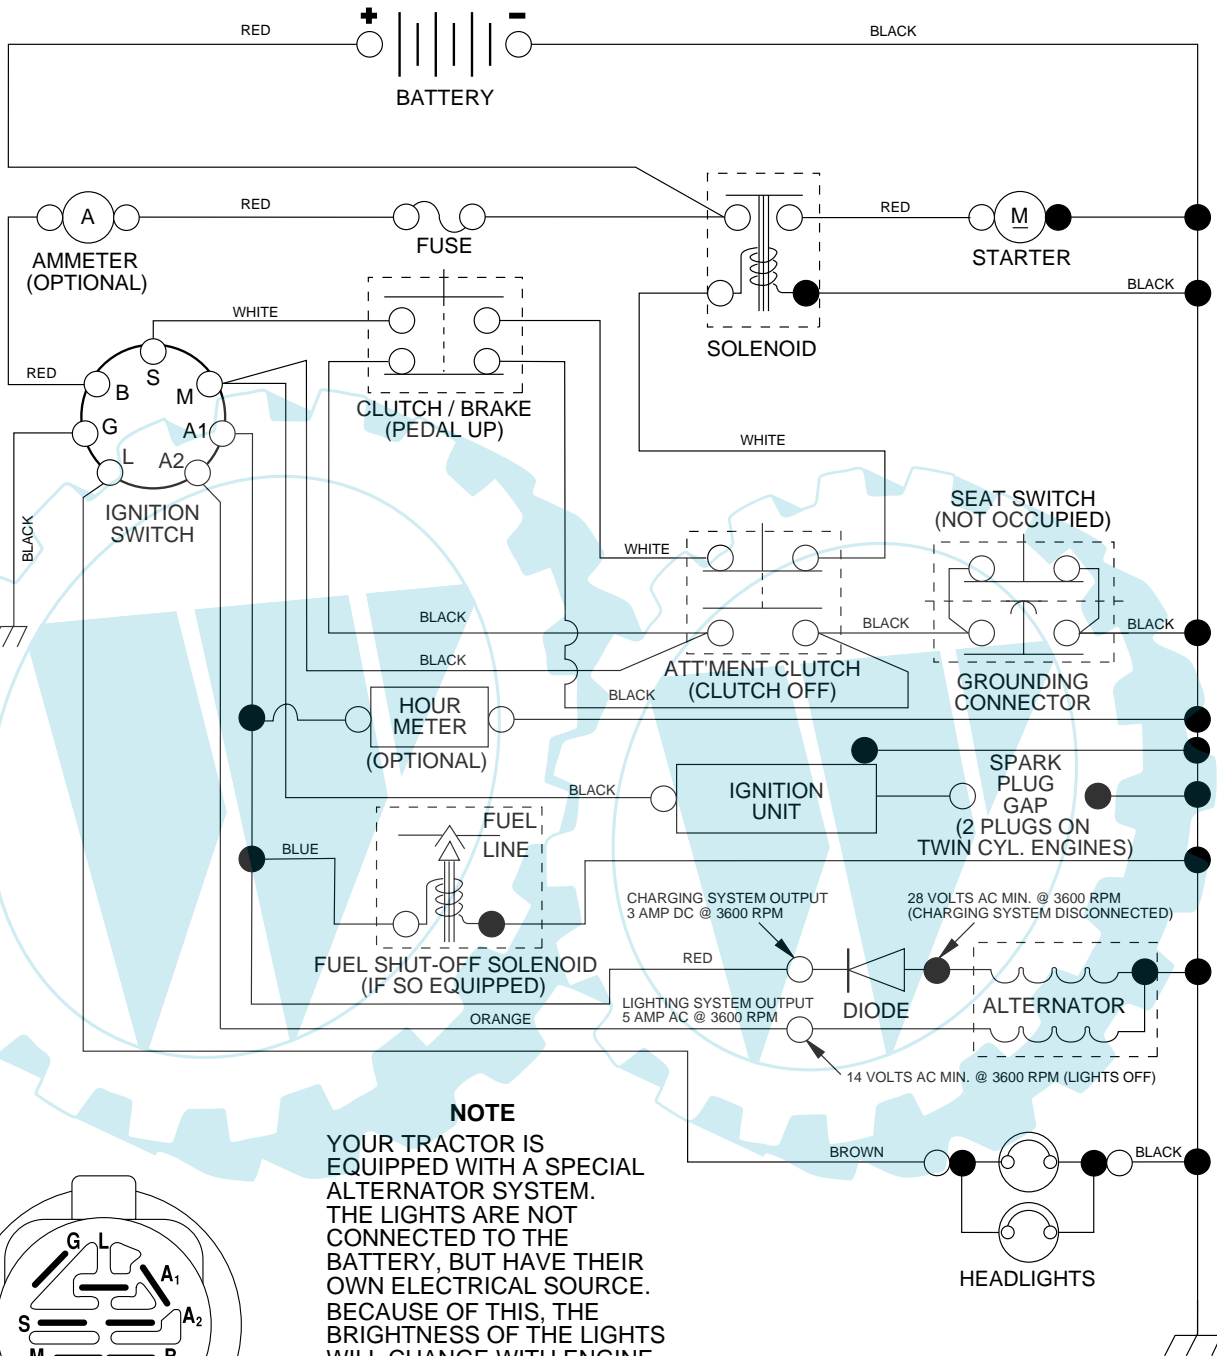 + -
RED
BLACK
BATTERY
A
RED
RED
M
AMMETER
(OPTIONAL)
FUSE
STARTER
WHITE
BLACK
SOLENOID
RED
B
S
M
G
A1
L
A2
CLUTCH / BRAKE
(PEDAL UP)
WHITE
IGNITION
SWITCH
BLACK
SEAT SWITCH
(NOT OCCUPIED)
WHITE
BLACK
BLACK
BLACK
BLACK
ATT'MENT CLUTCH
(CLUTCH OFF)
GROUNDING
CONNECTOR
BLACK
HOUR
METER
(OPTIONAL)
BLACK
IGNITION
UNIT
SPARK
PLUG
GAP
(2 PLUGS ON
TWIN CYL. ENGINES)
FUEL
LINE
BLUE
CHARGING SYSTEM OUTPUT
3 AMP DC @ 3600 RPM
28 VOLTS AC MIN. @ 3600 RPM
(CHARGING SYSTEM DISCONNECTED)
FUEL SHUT-OFF SOLENOID
(IF SO EQUIPPED)
RED
DIODE
ALTERNATOR
LIGHTING SYSTEM OUTPUT
5 AMP AC @ 3600 RPM
ORANGE
14 VOLTS AC MIN. @ 3600 RPM (LIGHTS OFF)
NOTE
YOUR TRACTOR IS
EQUIPPED WITH A SPECIAL
ALTERNATOR SYSTEM.
THE LIGHTS ARE NOT
CONNECTED TO THE
BATTERY, BUT HAVE THEIR
OWN ELECTRICAL SOURCE.
BECAUSE OF THIS, THE
BRIGHTNESS OF THE LIGHTS
WILL CHANGE WITH ENGINE
BROWN
BLACK
HEADLIGHTS
G L
A1
A2
S
M
B